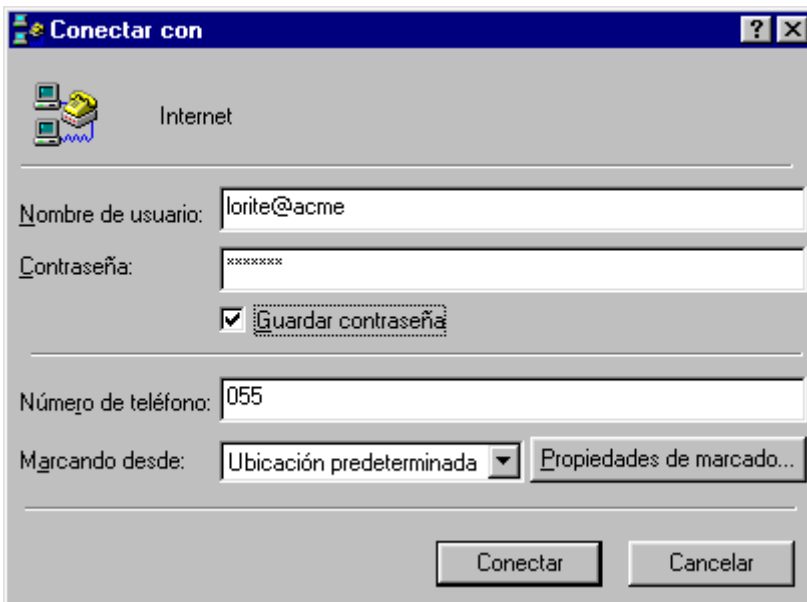 Conectar con
Internet
Nombre de usuario: lorite@acme
Contraseña: *******
Guardar contraseña
Número de teléfono: 055
Marcando desde: Ubicación predeterminada Propiedades de marcado...
Conectar Cancelar